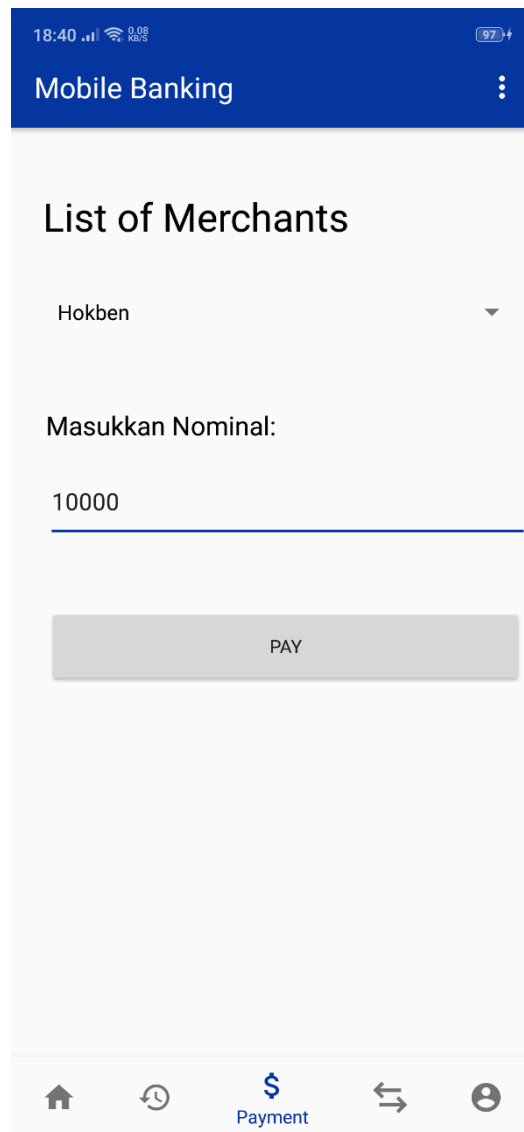 18:40 0.08 KB/S 97
Mobile Banking
List of Merchants
Hokben
Masukkan Nominal:
10000
PAY
$
Payment